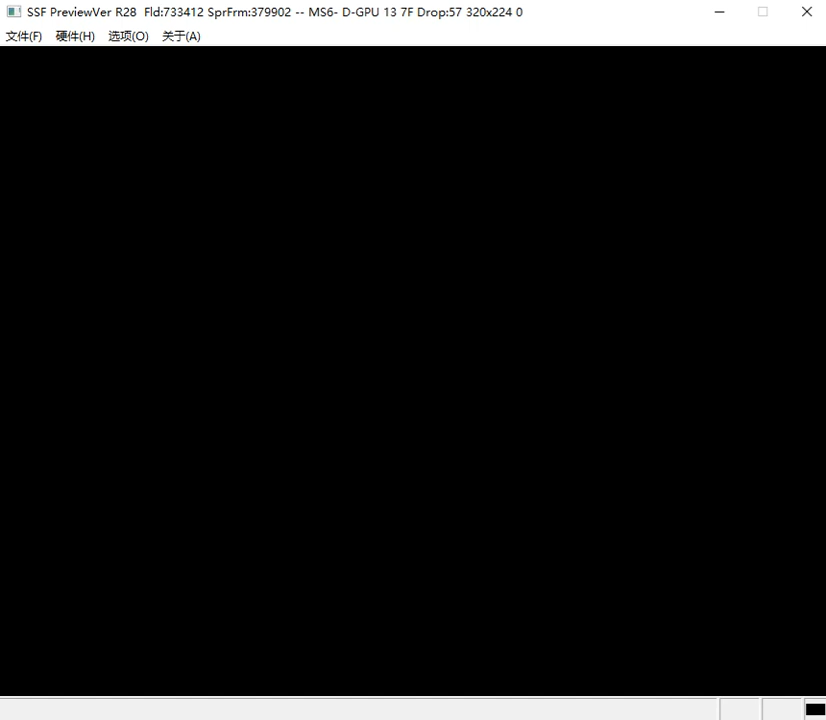 SSF PreviewVer R28 Fld:733412 SprFrm:379902 -- MS6- D-GPU 13 7F Drop:57 320x224 0
文件(F) 硬件(H) 选项(O) 关于(A)